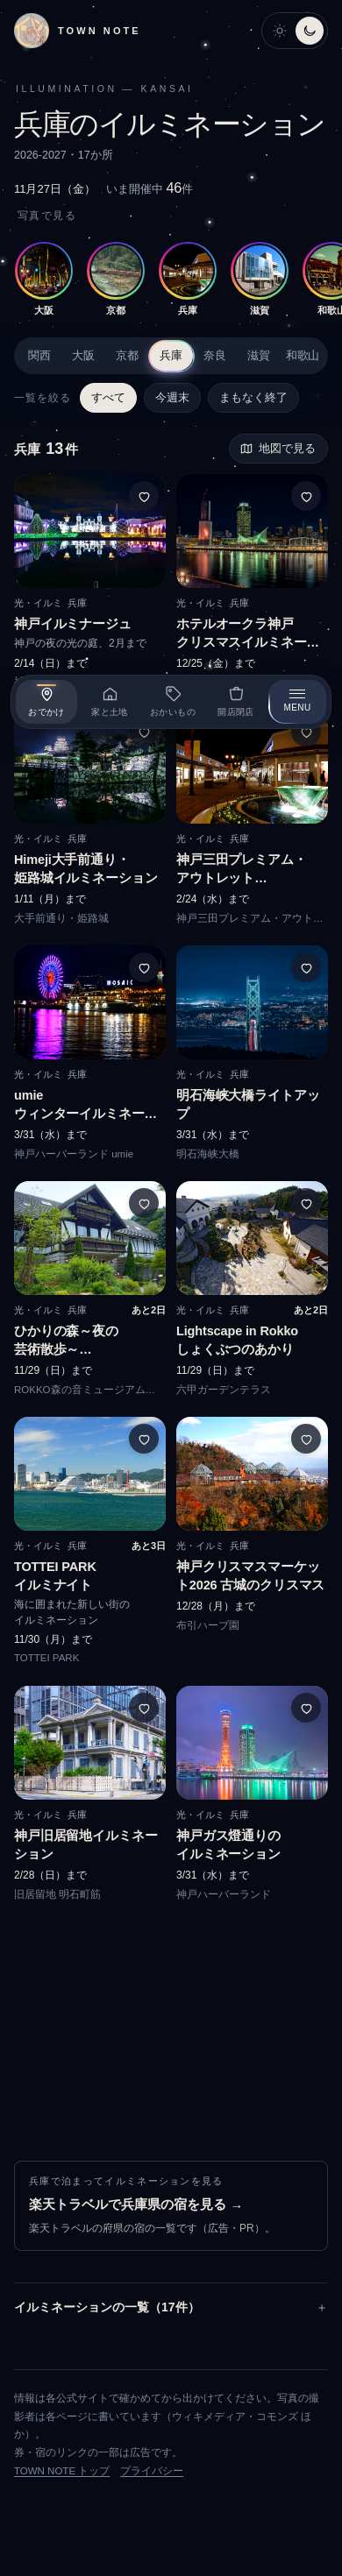 TOWN NOTE
ILLUMINATION — KANSAI
兵庫のイルミネーション
2026-2027・17か所
11月27日（金） いま開催中 46件
写真で見る
大阪 京都 兵庫 滋賀 和歌山
関西 大阪 京都 兵庫 奈良 滋賀 和歌山
一覧を絞る すべて 今週末 まもなく終了
兵庫 13件 地図で見る
光・イルミ 兵庫
神戸イルミナージュ
神戸の夜の光の庭、2月まで
2/14（日）まで
光・イルミ 兵庫
ホテルオークラ神戸
クリスマスイルミネー…
12/25（金）まで
おでかけ 家と土地 おかいもの 開店閉店 MENU
光・イルミ 兵庫
Himeji大手前通り・
姫路城イルミネーション
1/11（月）まで
大手前通り・姫路城
光・イルミ 兵庫
神戸三田プレミアム・
アウトレット…
2/24（水）まで
神戸三田プレミアム・アウト…
MOSAIC
光・イルミ 兵庫
umie
ウィンターイルミネー…
3/31（水）まで
神戸ハーバーランド umie
光・イルミ 兵庫
明石海峡大橋ライトアッ
プ
3/31（水）まで
明石海峡大橋
光・イルミ 兵庫 あと2日
ひかりの森～夜の
芸術散歩～…
11/29（日）まで
ROKKO森の音ミュージアム…
光・イルミ 兵庫 あと2日
Lightscape in Rokko
しょくぶつのあかり
11/29（日）まで
六甲ガーデンテラス
光・イルミ 兵庫 あと3日
TOTTEI PARK
イルミナイト
海に囲まれた新しい街の
イルミネーション
11/30（月）まで
TOTTEI PARK
光・イルミ 兵庫
神戸クリスマスマーケッ
ト2026 古城のクリスマス
12/28（月）まで
布引ハーブ園
光・イルミ 兵庫
神戸旧居留地イルミネー
ション
2/28（日）まで
旧居留地 明石町筋
光・イルミ 兵庫
神戸ガス燈通りの
イルミネーション
3/31（水）まで
神戸ハーバーランド
兵庫で泊まってイルミネーションを見る
楽天トラベルで兵庫県の宿を見る →
楽天トラベルの府県の宿の一覧です（広告・PR）。
イルミネーションの一覧（17件） +
情報は各公式サイトで確かめてから出かけてください。写真の撮
影者は各ページに書いています（ウィキメディア・コモンズ ほ
か）。
券・宿のリンクの一部は広告です。
TOWN NOTE トップ プライバシー